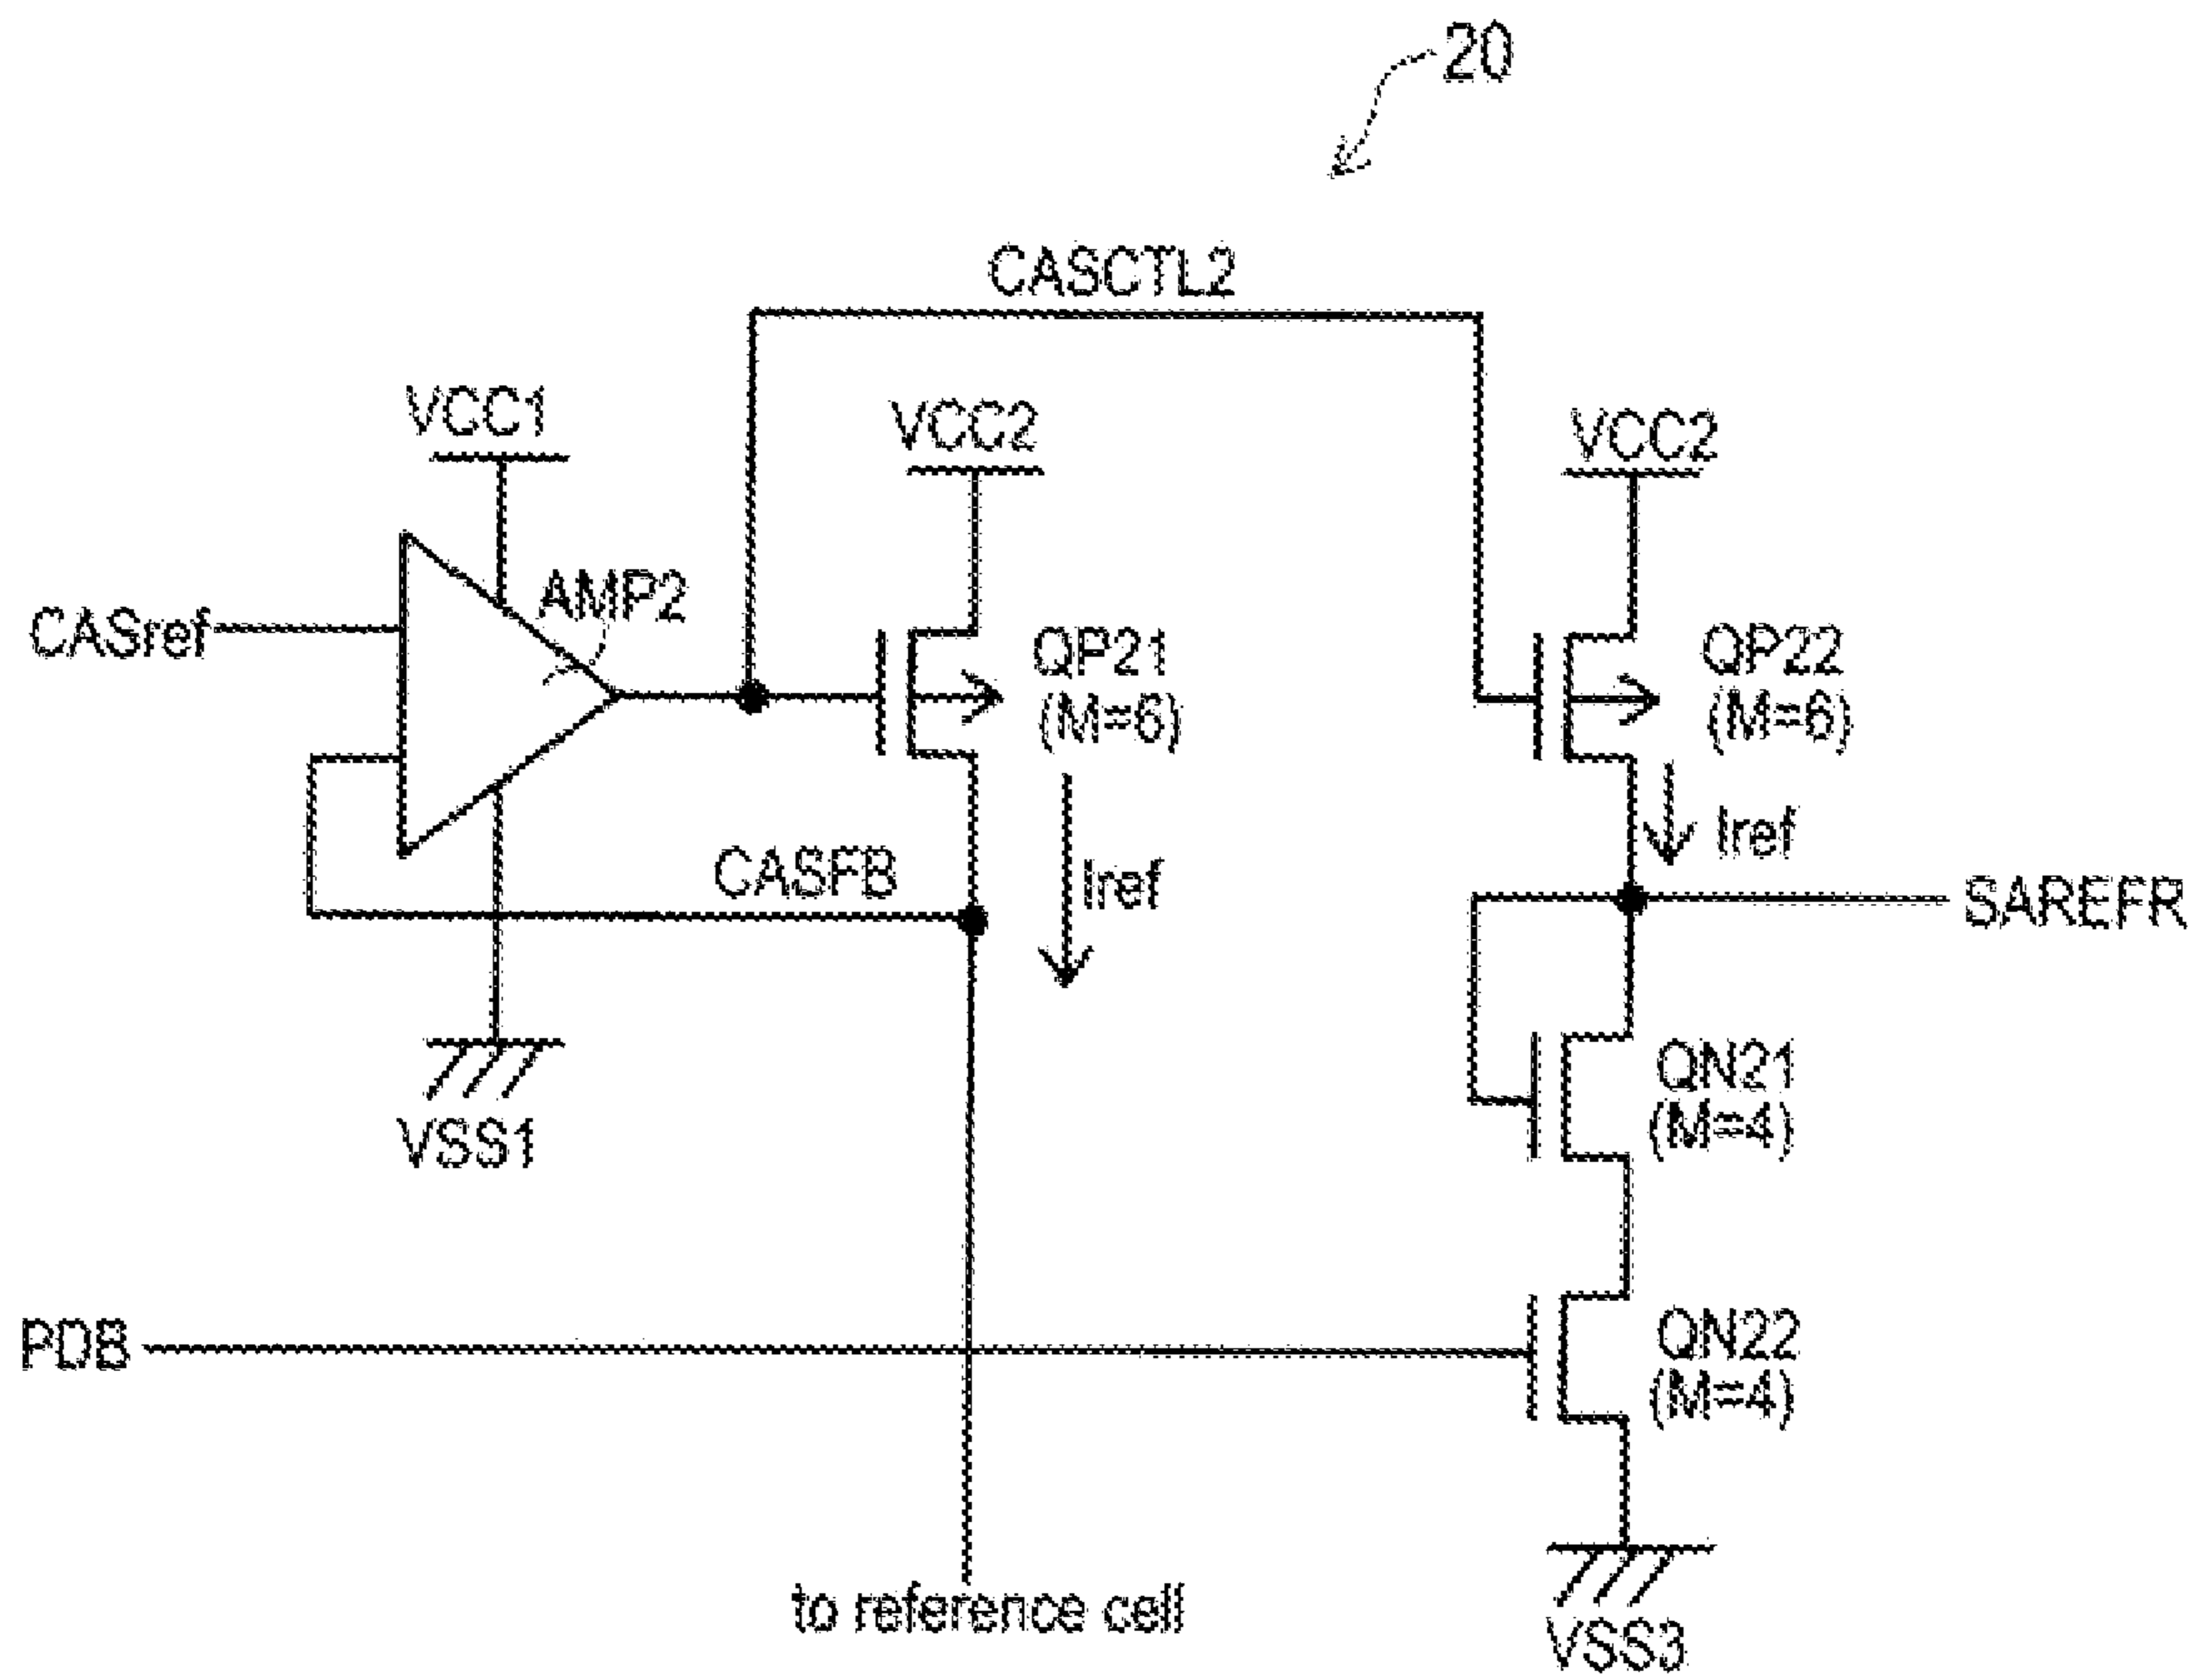 20
CASCTL2
VCC1
VCC2
VCC2
AMP2
CASref
QP21
(M=6)
QP22
(M=6)
Iref
CASFB
Iref
SAREFR
QN21
(M=4)
VSS1
QN22
(M=4)
PDB
to reference cell
VSS3